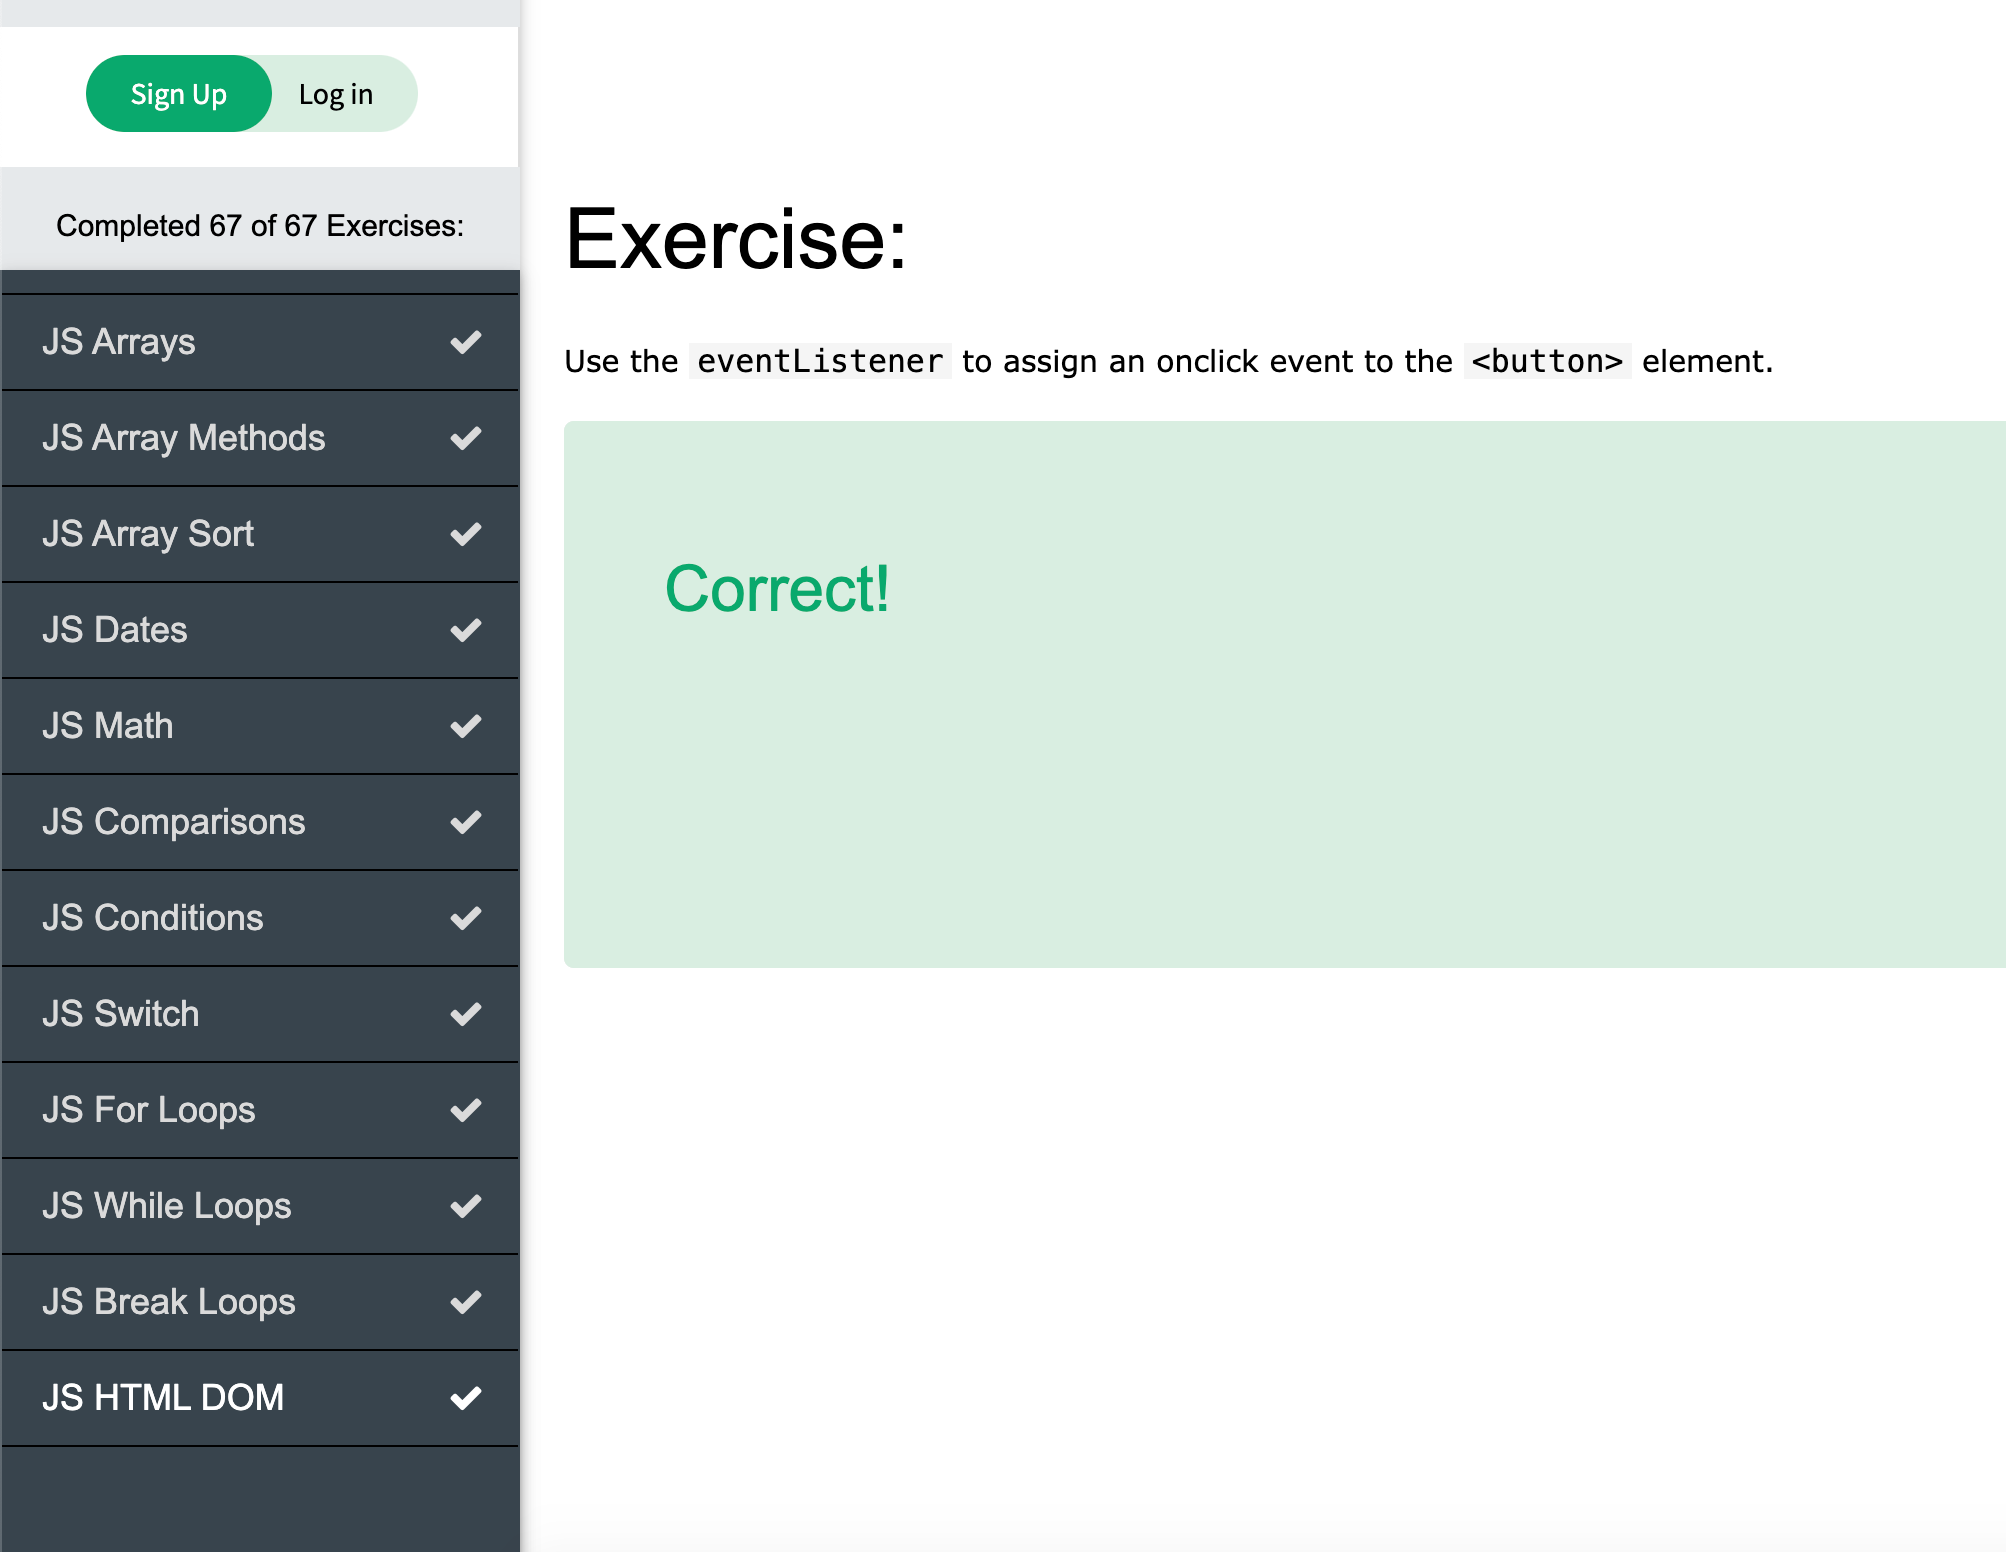 Sign Up Log in
Completed 67 of 67 Exercises:
JS Arrays
JS Array Methods
JS Array Sort
JS Dates
JS Math
JS Comparisons
JS Conditions
JS Switch
JS For Loops
JS While Loops
JS Break Loops
JS HTML DOM
Exercise:
Use the eventListener to assign an onclick event to the <button> element.
Correct!